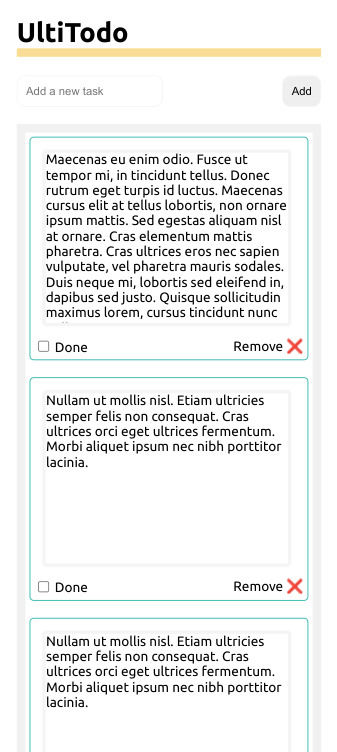 UltiTodo
Add a new task
Add
Maecenas eu enim odio. Fusce ut
tempor mi, in tincidunt tellus. Donec
rutrum eget turpis id luctus. Maecenas
cursus elit at tellus lobortis, non ornare
ipsum mattis. Sed egestas aliquam nisl
at ornare. Cras elementum mattis
pharetra. Cras ultrices eros nec sapien
vulputate, vel pharetra mauris sodales.
Duis neque mi, lobortis sed eleifend in,
dapibus sed justo. Quisque sollicitudin
maximus lorem, cursus tincidunt nunc
Done
Remove ❌
Nullam ut mollis nisl. Etiam ultricies
semper felis non consequat. Cras
ultrices orci eget ultrices fermentum.
Morbi aliquet ipsum nec nibh porttitor
lacinia.
Done
Remove ❌
Nullam ut mollis nisl. Etiam ultricies
semper felis non consequat. Cras
ultrices orci eget ultrices fermentum.
Morbi aliquet ipsum nec nibh porttitor
lacinia.